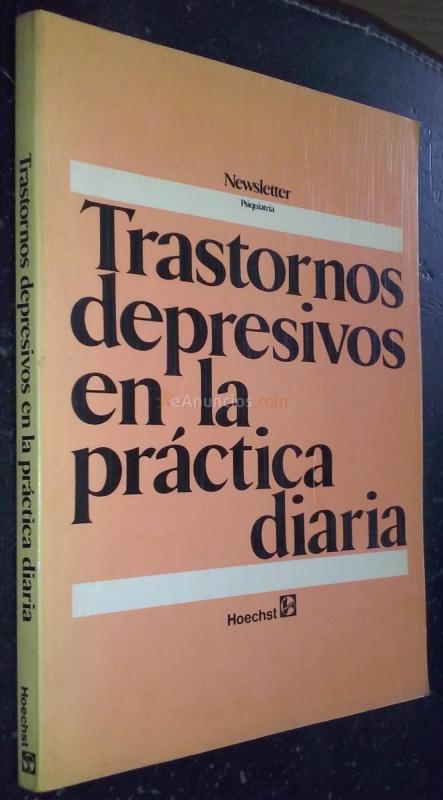 Newsletter
Psiquiatría
Trastornos
depresivos
en la
práctica
diaria
Hoechst
Trastornos depresivos en la práctica diaria
Hoechst
eAnuncios.com